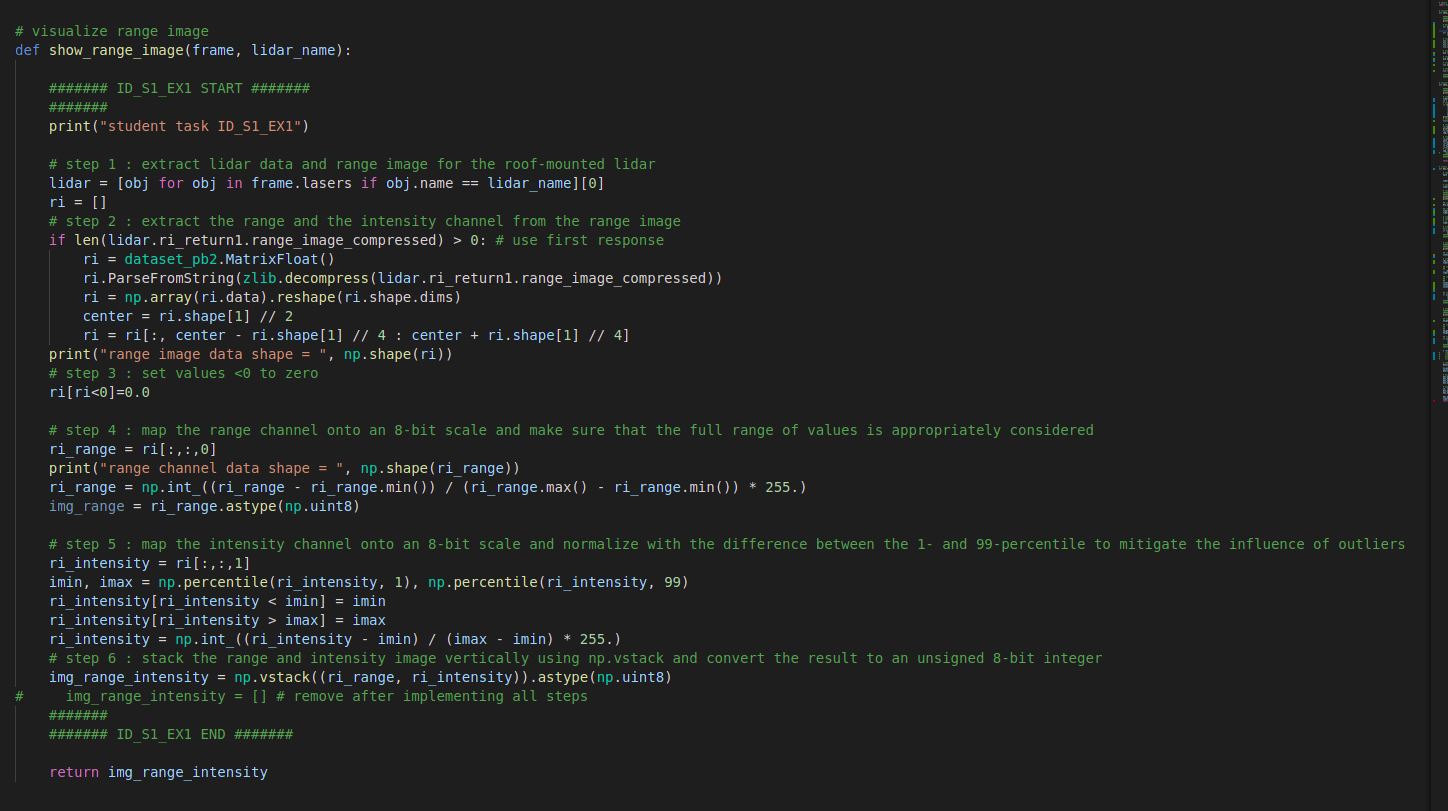 # visualize range image
def show_range_image(frame, lidar_name):
####### ID_S1_EX1 START #######
#######
print("student task ID_S1_EX1")
# step 1 : extract lidar data and range image for the roof-mounted lidar
lidar = [obj for obj in frame.lasers if obj.name == lidar_name][0]
ri = []
# step 2 : extract the range and the intensity channel from the range image
if len(lidar.ri_return1.range_image_compressed) > 0: # use first response
ri = dataset_pb2.MatrixFloat()
ri.ParseFromString(zlib.decompress(lidar.ri_return1.range_image_compressed))
ri = np.array(ri.data).reshape(ri.shape.dims)
center = ri.shape[1] // 2
ri = ri[:, center - ri.shape[1] // 4 : center + ri.shape[1] // 4]
print("range image data shape = ", np.shape(ri))
# step 3 : set values <0 to zero
ri[ri<0]=0.0
# step 4 : map the range channel onto an 8-bit scale and make sure that the full range of values is appropriately considered
ri_range = ri[:,:,0]
print("range channel data shape = ", np.shape(ri_range))
ri_range = np.int_((ri_range - ri_range.min()) / (ri_range.max() - ri_range.min()) * 255.)
img_range = ri_range.astype(np.uint8)
# step 5 : map the intensity channel onto an 8-bit scale and normalize with the difference between the 1- and 99-percentile to mitigate the influence of outliers
ri_intensity = ri[:,:,1]
imin, imax = np.percentile(ri_intensity, 1), np.percentile(ri_intensity, 99)
ri_intensity[ri_intensity < imin] = imin
ri_intensity[ri_intensity > imax] = imax
ri_intensity = np.int_((ri_intensity - imin) / (imax - imin) * 255.)
# step 6 : stack the range and intensity image vertically using np.vstack and convert the result to an unsigned 8-bit integer
img_range_intensity = np.vstack((ri_range, ri_intensity)).astype(np.uint8)
#     img_range_intensity = [] # remove after implementing all steps
#######
####### ID_S1_EX1 END #######
return img_range_intensity